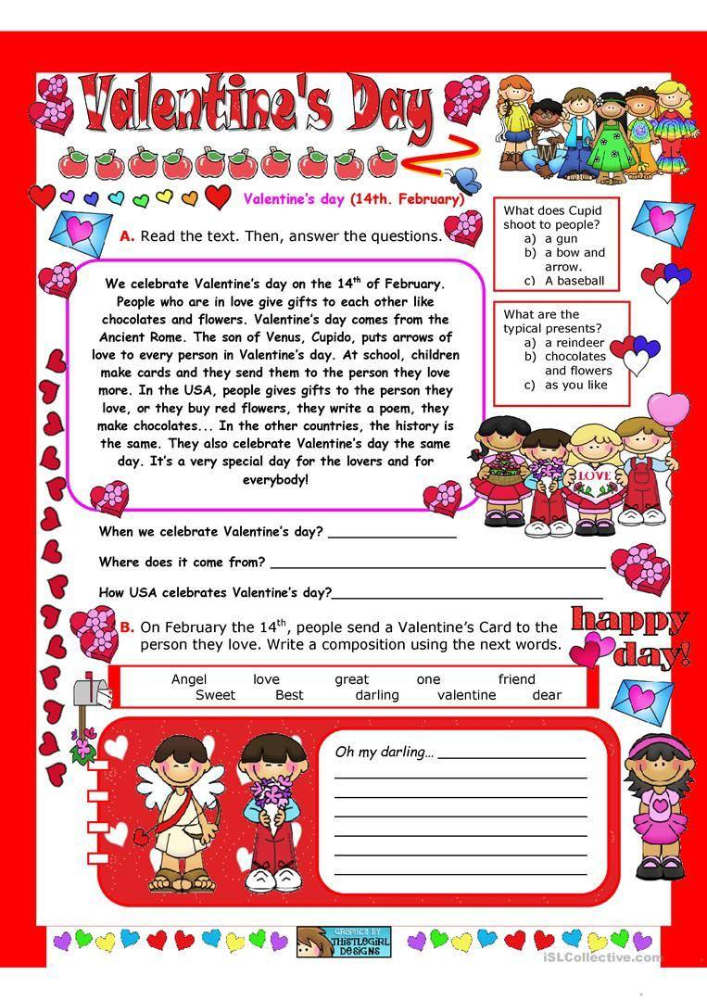 Valentine's Day
Valentine's day (14th. February)
A. Read the text. Then, answer the questions.
We celebrate Valentine's day on the 14th of February.
People who are in love give gifts to each other like
chocolates and flowers. Valentine's day comes from the
Ancient Rome. The son of Venus, Cupido, puts arrows of
love to every person in Valentine's day. At school, children
make cards and they send them to the person they love
more. In the USA, people gives gifts to the person they
love, or they buy red flowers, they write a poem, they
make chocolates... In the other countries, the history is
the same. They also celebrate Valentine's day the same
day. It's a very special day for the lovers and for
everybody!
What does Cupid
shoot to people?
a) a gun
b) a bow and
arrow.
c) A baseball
What are the
typical presents?
a) a reindeer
b) chocolates
and flowers
c) as you like
LOVE
When we celebrate Valentine's day? ________________
Where does it come from? ________________
How USA celebrates Valentine's day?________________
B. On February the 14th, people send a Valentine's Card to the
person they love. Write a composition using the next words.
happy
day!
Angel love great one friend
Sweet Best darling valentine dear
Oh my darling... ________________
GRAPHICS BY
THISTLEGIRL
DESIGNS
iSLCollective.com